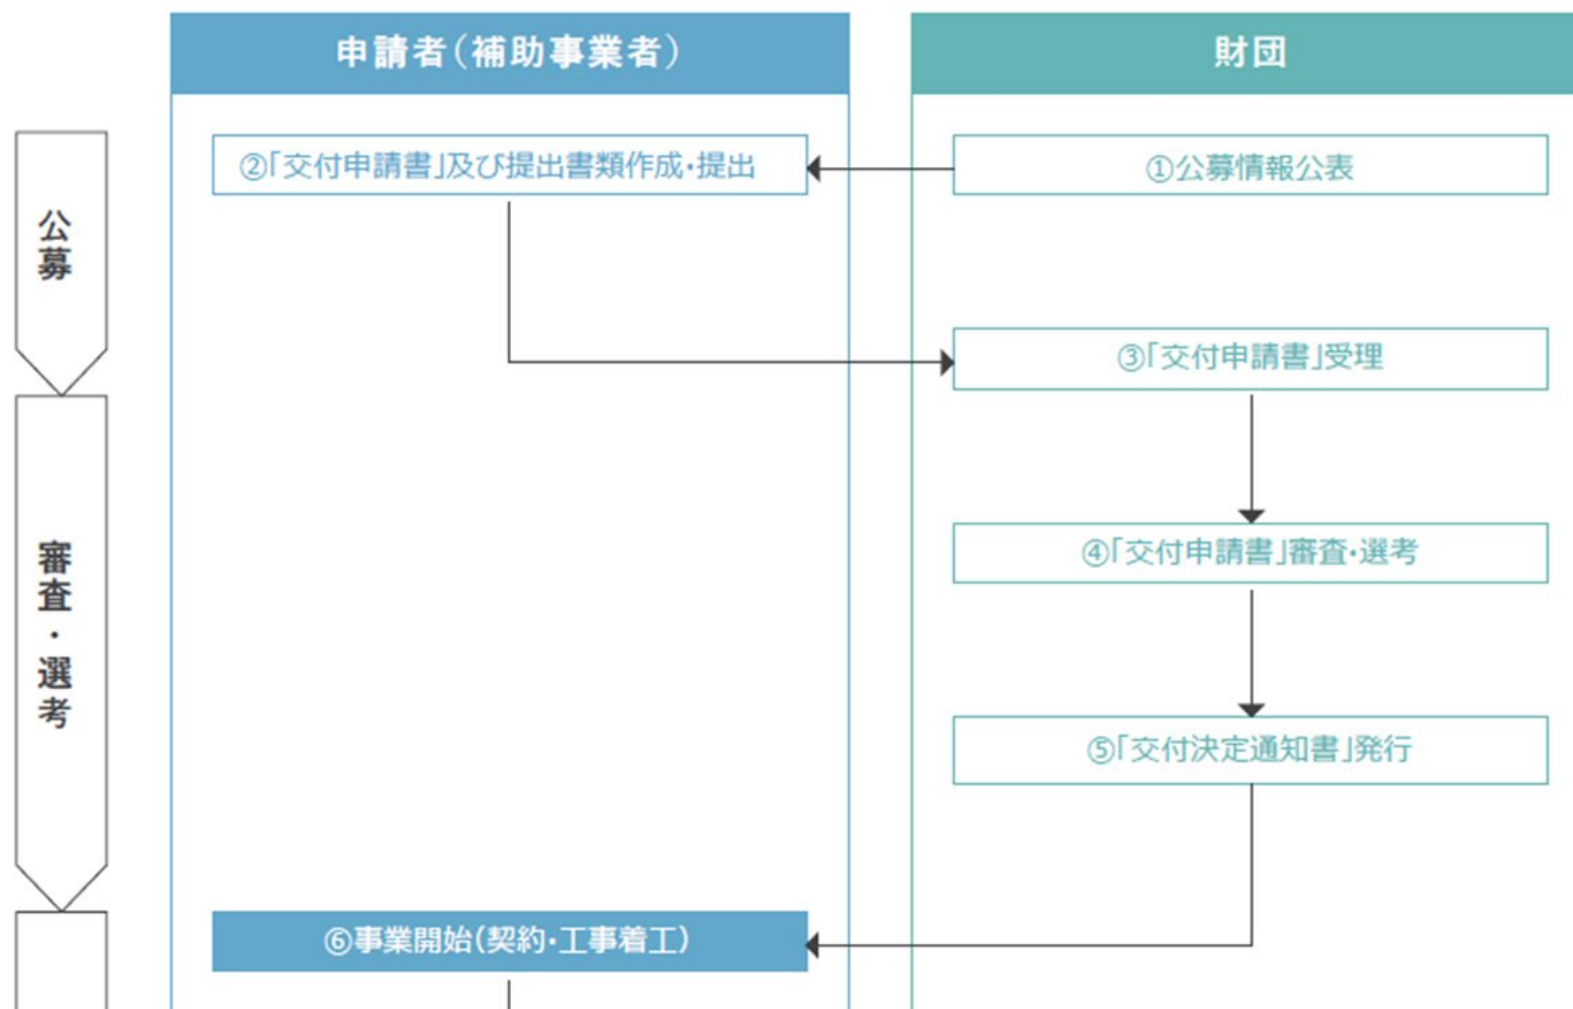 申請者（補助事業者）
財団
公募
②「交付申請書」及び提出書類作成・提出
①公募情報公表
③「交付申請書」受理
審査・選考
④「交付申請書」審査・選考
⑤「交付決定通知書」発行
⑥事業開始（契約・工事着工）